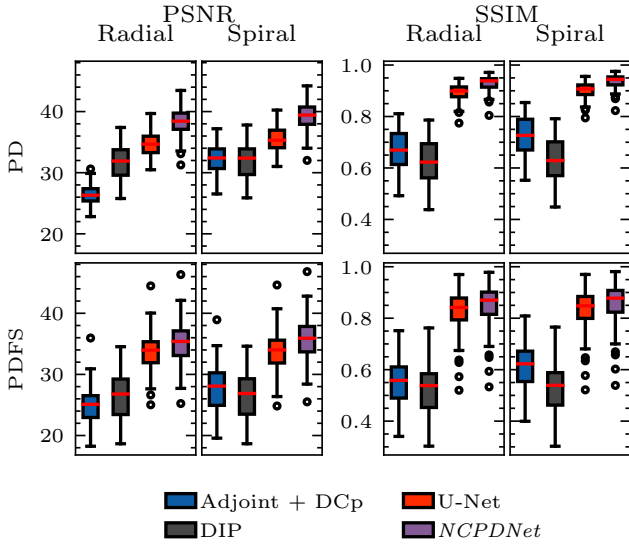 PSNR SSIM
Radial Spiral Radial Spiral
PD
40
30
20
1.0
0.8
0.6
0.4
PDFS
40
30
20
1.0
0.8
0.6
0.4
Adjoint + DCp U-Net
DIP NCPDNet